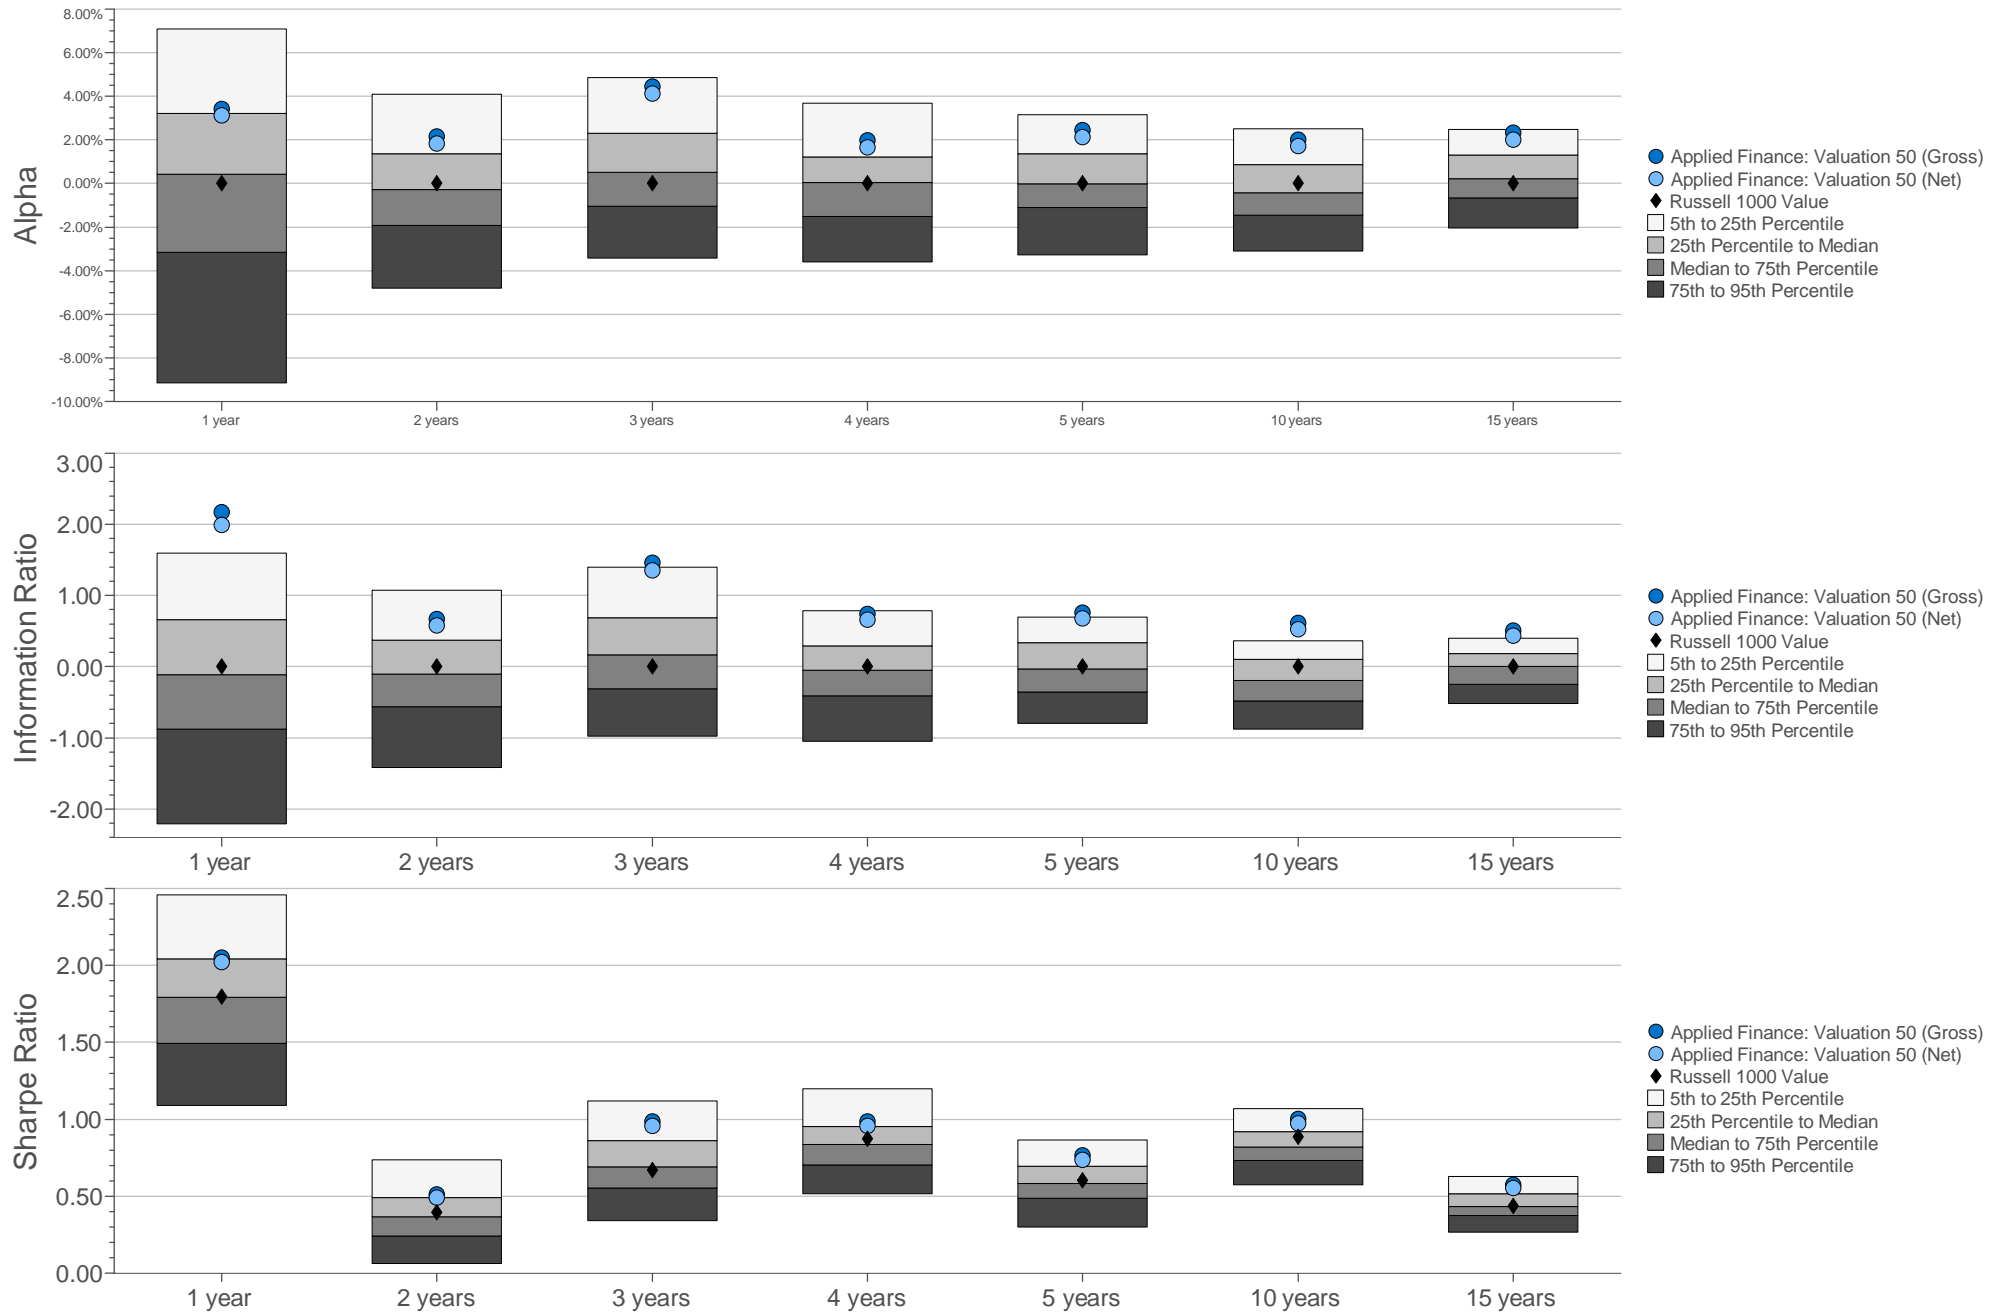 8.00%
6.00%
4.00%
2.00%
0.00%
-2.00%
-4.00%
-6.00%
-8.00%
-10.00%
Alpha
1 year 2 years 3 years 4 years 5 years 10 years 15 years
Applied Finance: Valuation 50 (Gross)
Applied Finance: Valuation 50 (Net)
Russell 1000 Value
5th to 25th Percentile
25th Percentile to Median
Median to 75th Percentile
75th to 95th Percentile
3.00
2.00
1.00
0.00
-1.00
-2.00
Information Ratio
1 year 2 years 3 years 4 years 5 years 10 years 15 years
Applied Finance: Valuation 50 (Gross)
Applied Finance: Valuation 50 (Net)
Russell 1000 Value
5th to 25th Percentile
25th Percentile to Median
Median to 75th Percentile
75th to 95th Percentile
2.50
2.00
1.50
1.00
0.50
0.00
Sharpe Ratio
1 year 2 years 3 years 4 years 5 years 10 years 15 years
Applied Finance: Valuation 50 (Gross)
Applied Finance: Valuation 50 (Net)
Russell 1000 Value
5th to 25th Percentile
25th Percentile to Median
Median to 75th Percentile
75th to 95th Percentile